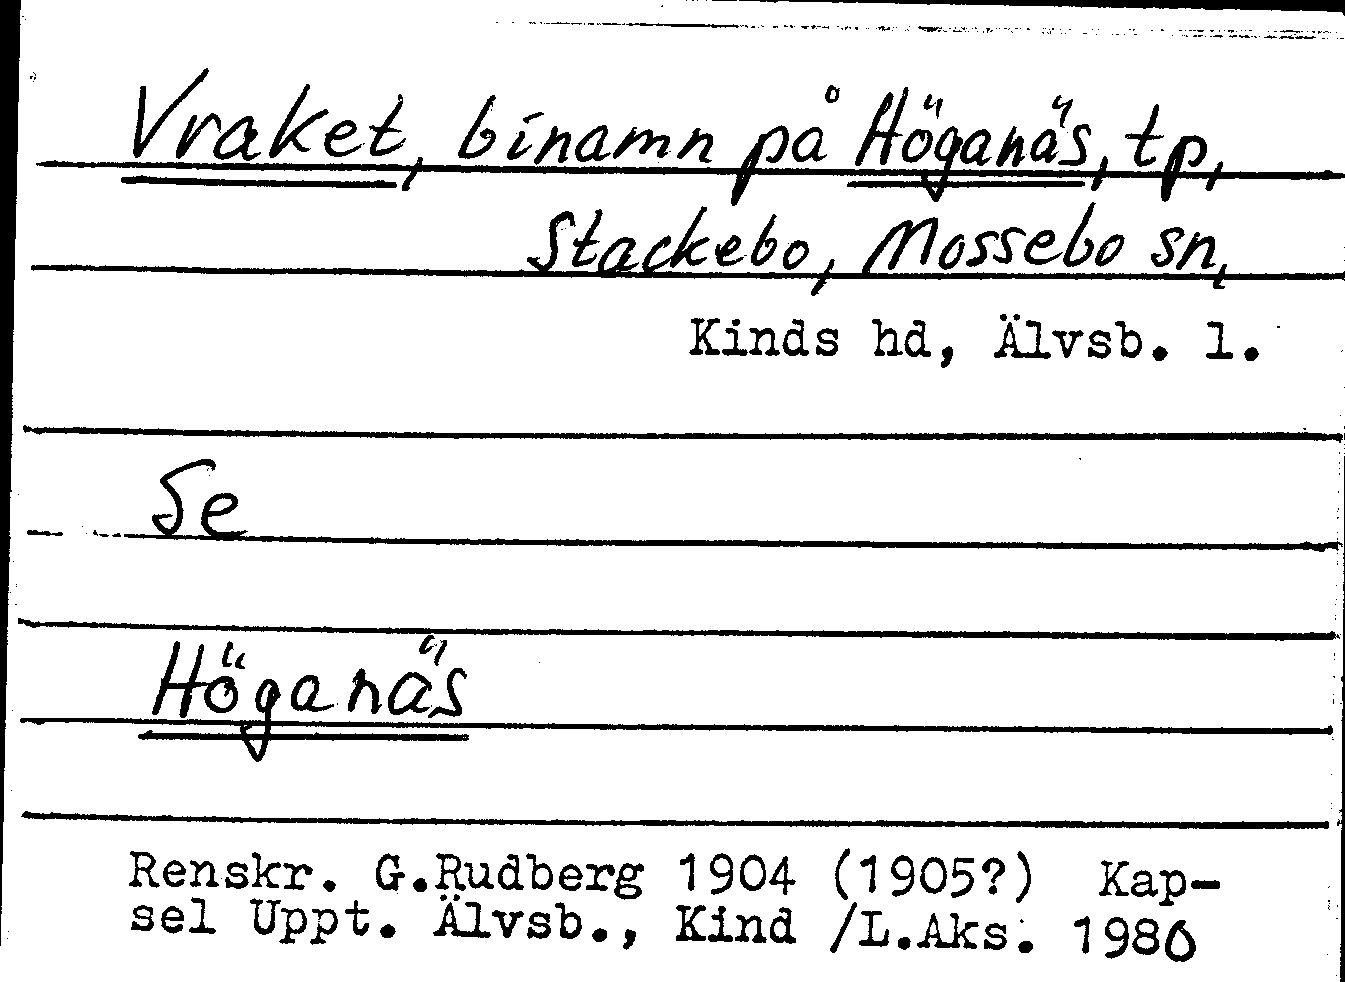 Vraket, binamn på Höganäs, tp,
Stackebo, Mossebo sn,
Kinds hd, Älvsb. l.
Se
Höganäs
Renskr. G.Rudberg 1904 (1905?) Kap-
sel Uppt. Älvsb., Kind /L.Aks. 1986